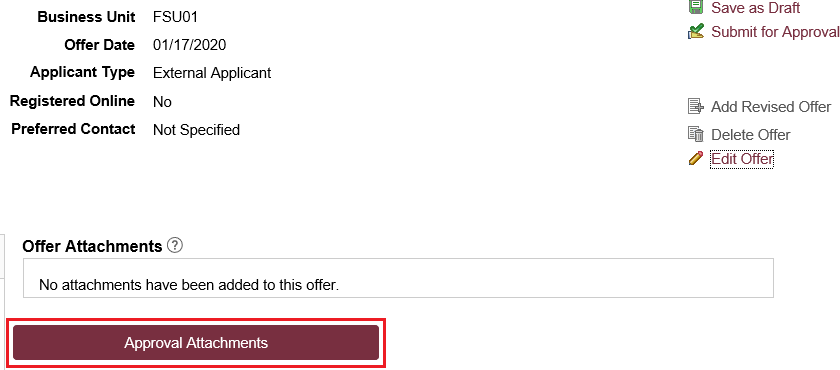 Business Unit FSU01
Offer Date 01/17/2020
Applicant Type External Applicant
Registered Online No
Preferred Contact Not Specified
Save as Draft
Submit for Approval
Add Revised Offer
Delete Offer
Edit Offer
Offer Attachments ?
No attachments have been added to this offer.
Approval Attachments